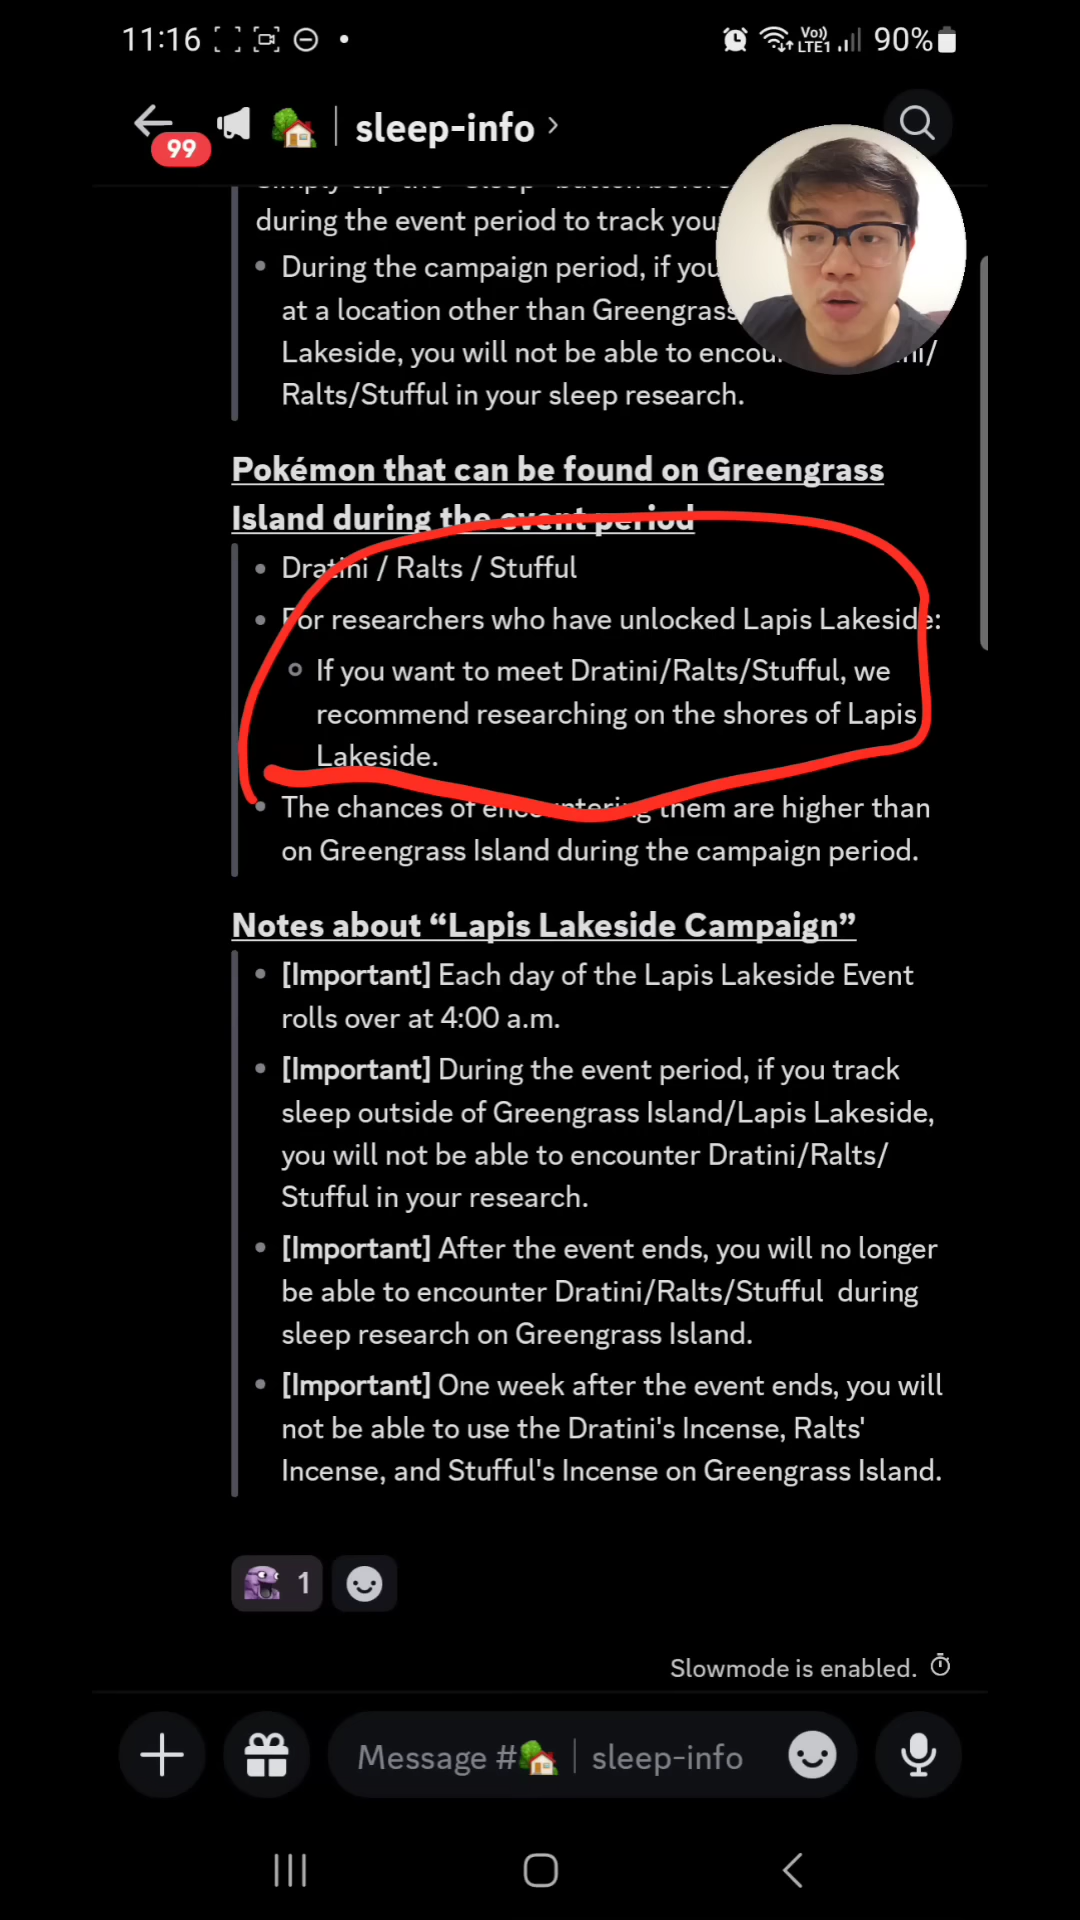 11:16 Vo)) LTE1 90%
99 sleep-info
during the event period to track
During the campaign period, if you
at a location other than Greengrass
Lakeside, you will not be able to
Ralts/Stufful in your sleep research.
Pokémon that can be found on Greengrass
Island during the event period
Dratini / Ralts / Stufful
For researchers who have unlocked Lapis Lakeside:
If you want to meet Dratini/Ralts/Stufful, we
recommend researching on the shores of Lapis
Lakeside.
The chances of encountering them are higher than
on Greengrass Island during the campaign period.
Notes about “Lapis Lakeside Campaign”
[Important] Each day of the Lapis Lakeside Event
rolls over at 4:00 a.m.
[Important] During the event period, if you track
sleep outside of Greengrass Island/Lapis Lakeside,
you will not be able to encounter Dratini/Ralts/
Stufful in your research.
[Important] After the event ends, you will no longer
be able to encounter Dratini/Ralts/Stufful during
sleep research on Greengrass Island.
[Important] One week after the event ends, you will
not be able to use the Dratini's Incense, Ralts'
Incense, and Stufful's Incense on Greengrass Island.
1
Slowmode is enabled.
Message # sleep-info